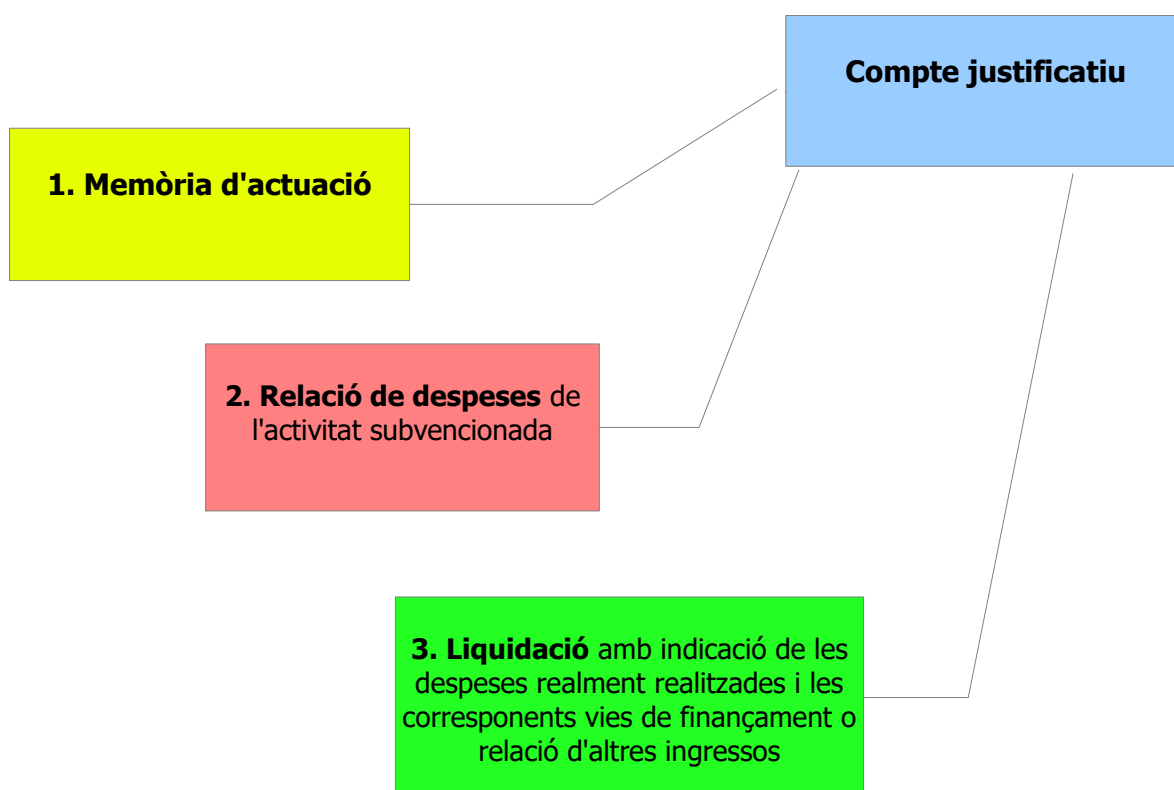 Compte justificatiu
1. Memòria d'actuació
2. Relació de despeses de
l'activitat subvencionada
3. Liquidació amb indicació de les
despeses realment realitzades i les
corresponents vies de finançament o
relació d'altres ingressos